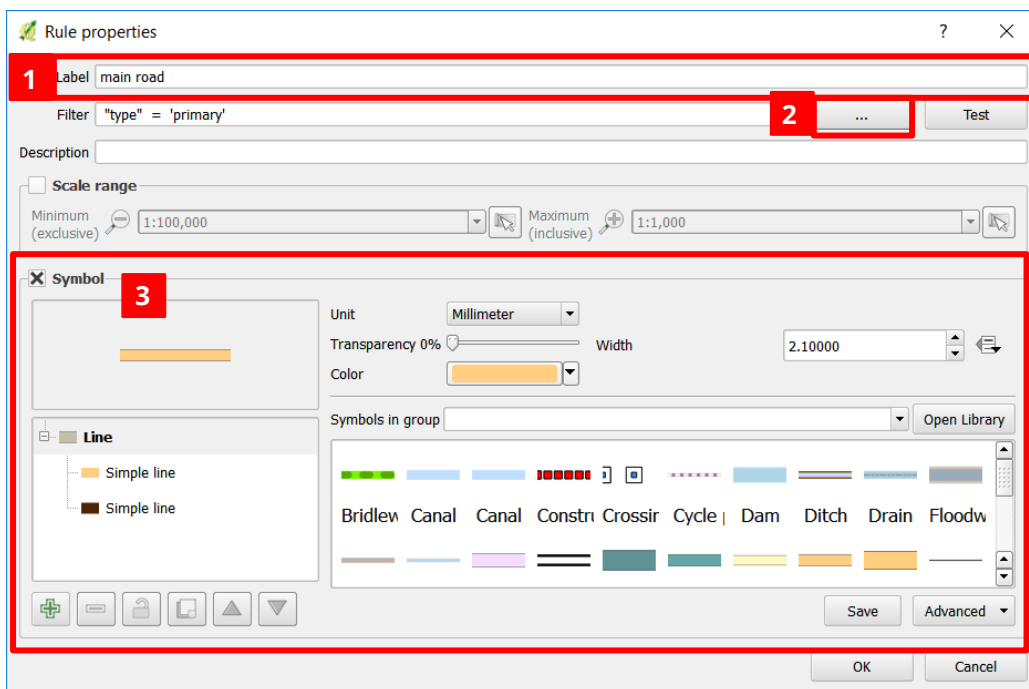 Rule properties
?
1
Label main road
Filter "type" = 'primary'
2
...
Test
Description
Scale range
Minimum (exclusive) 1:100,000
Maximum (inclusive) 1:1,000
Symbol
3
Unit Millimeter
Transparency 0%
Width 2.10000
Color
Symbols in group
Open Library
Line
Simple line
Simple line
Bridlew Canal Canal Constru Crossin Cycle p Dam Ditch Drain Floodw
Save
Advanced
OK
Cancel